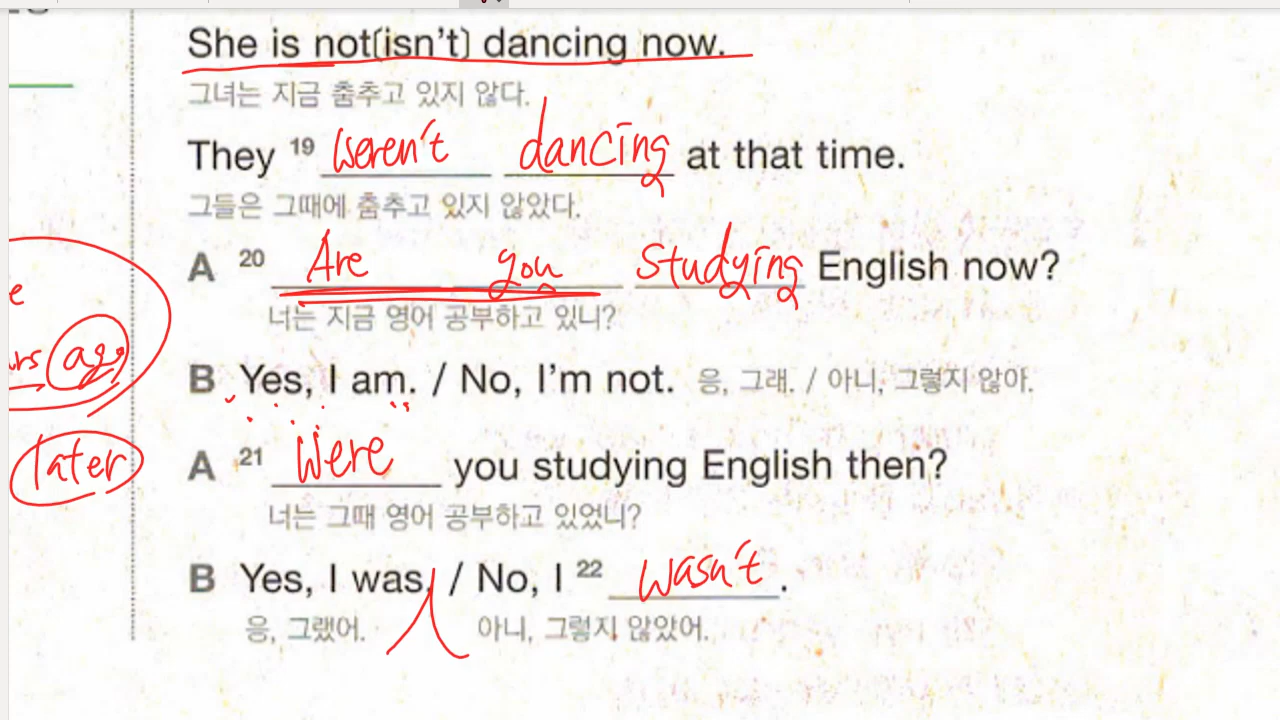 She is not(isn't) dancing now.
그녀는 지금 춤추고 있지 않다.
They 19 weren't dancing at that time.
그들은 그때에 춤추고 있지 않았다.
A 20 Are you studying English now?
너는 지금 영어 공부하고 있니?
B Yes, I am. / No, I'm not. 응, 그래. / 아니, 그렇지 않아.
ago
later
A 21 Were you studying English then?
너는 그때 영어 공부하고 있었니?
B Yes, I was. / No, I 22 wasn't.
응, 그랬어. 아니, 그렇지 않았어.